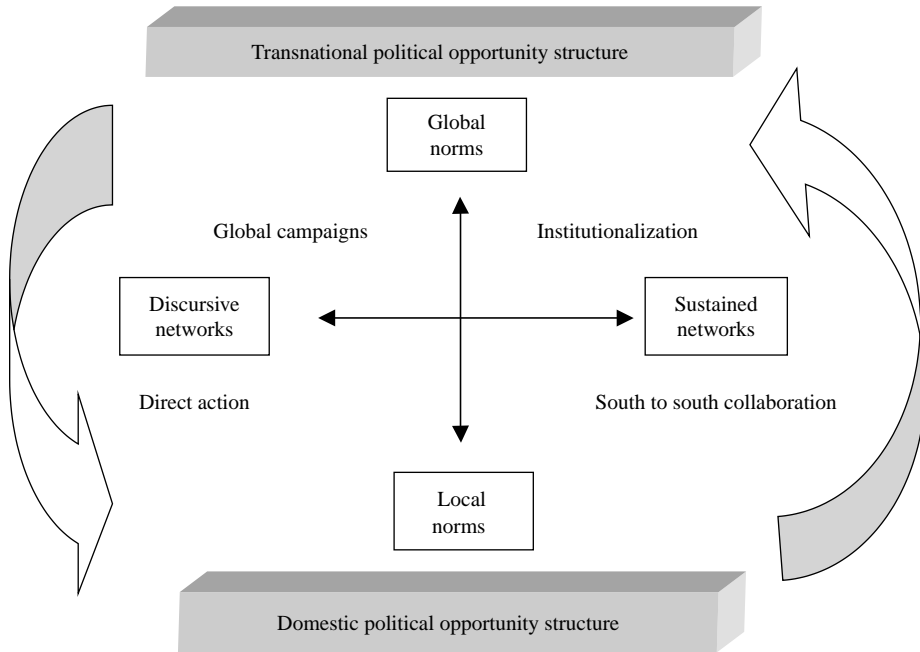 Transnational political opportunity structure
Global
norms
Global campaigns
Institutionalization
Discursive
networks
Sustained
networks
Direct action
South to south collaboration
Local
norms
Domestic political opportunity structure